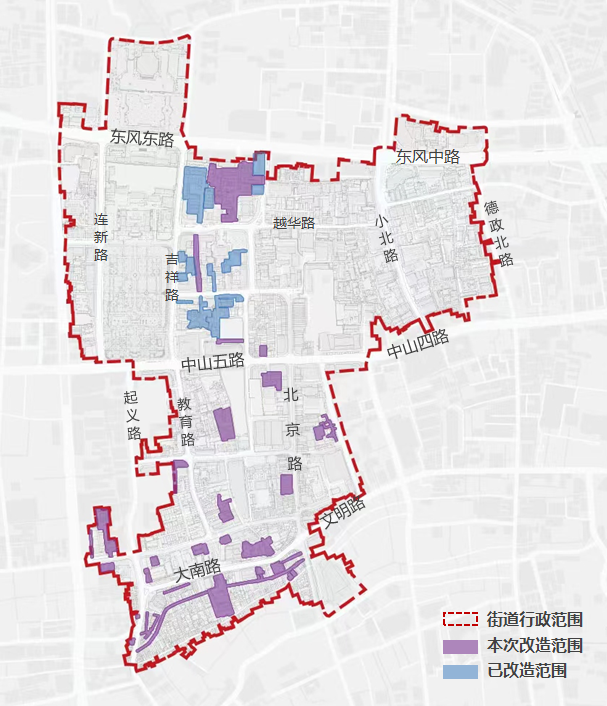 东风东路
东风中路
连新路
越华路
小北路
德政北路
吉祥路
中山五路
中山四路
起义路
教育路
北京路
文明路
大南路
街道行政范围
本次改造范围
已改造范围